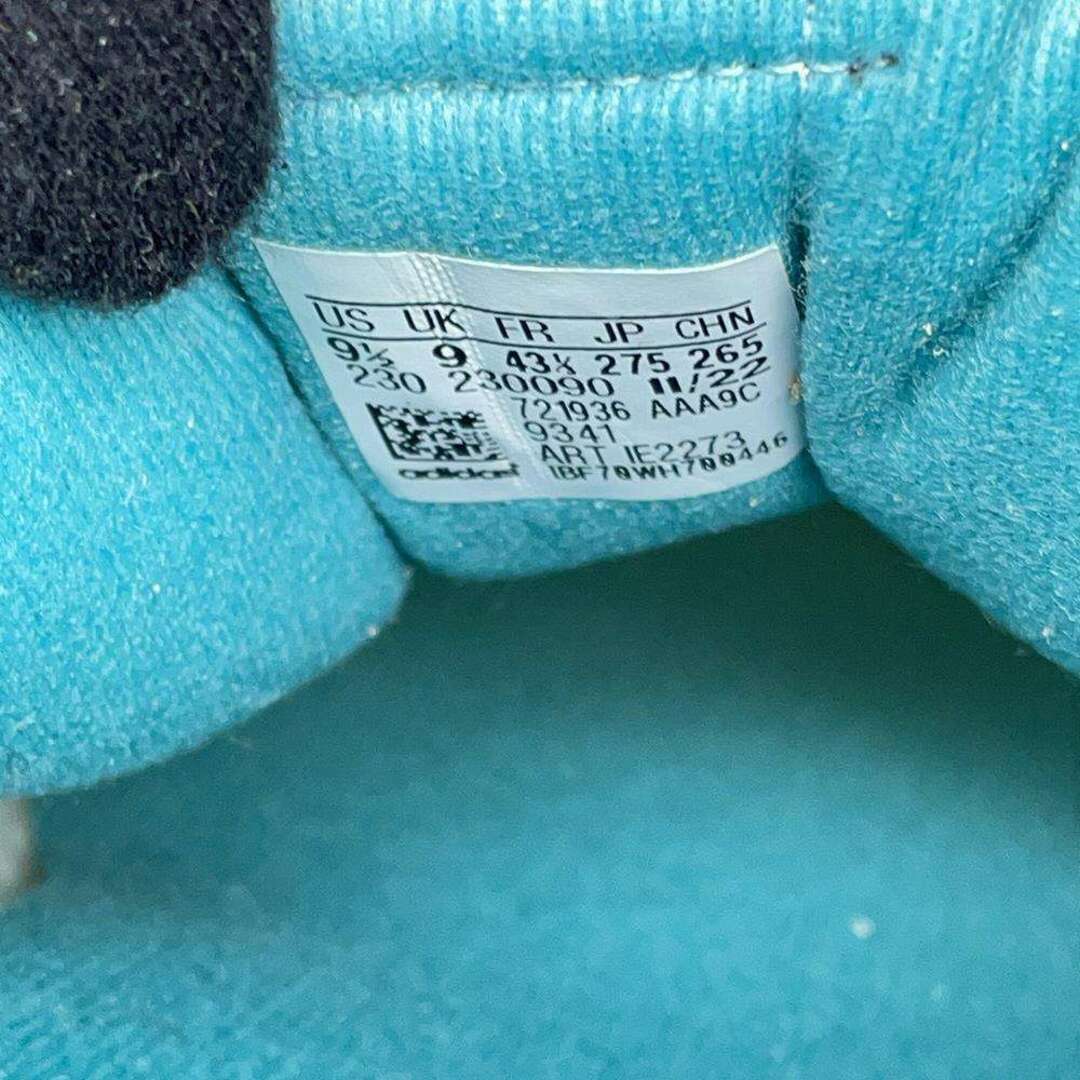 US UK FR JP CHN
9½ 9 43⅓ 275 265
230 230090 11/22
721936 AAA9C
9341
ART IE2273
adidas
1BF70WH700446